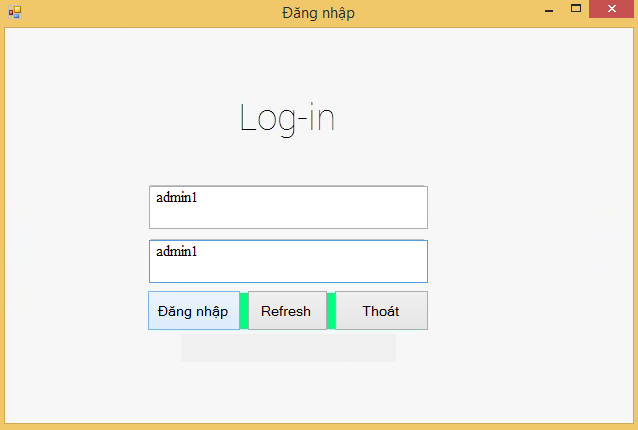 Đăng nhập
Log-in
admin1
admin1
Đăng nhập Refresh Thoát